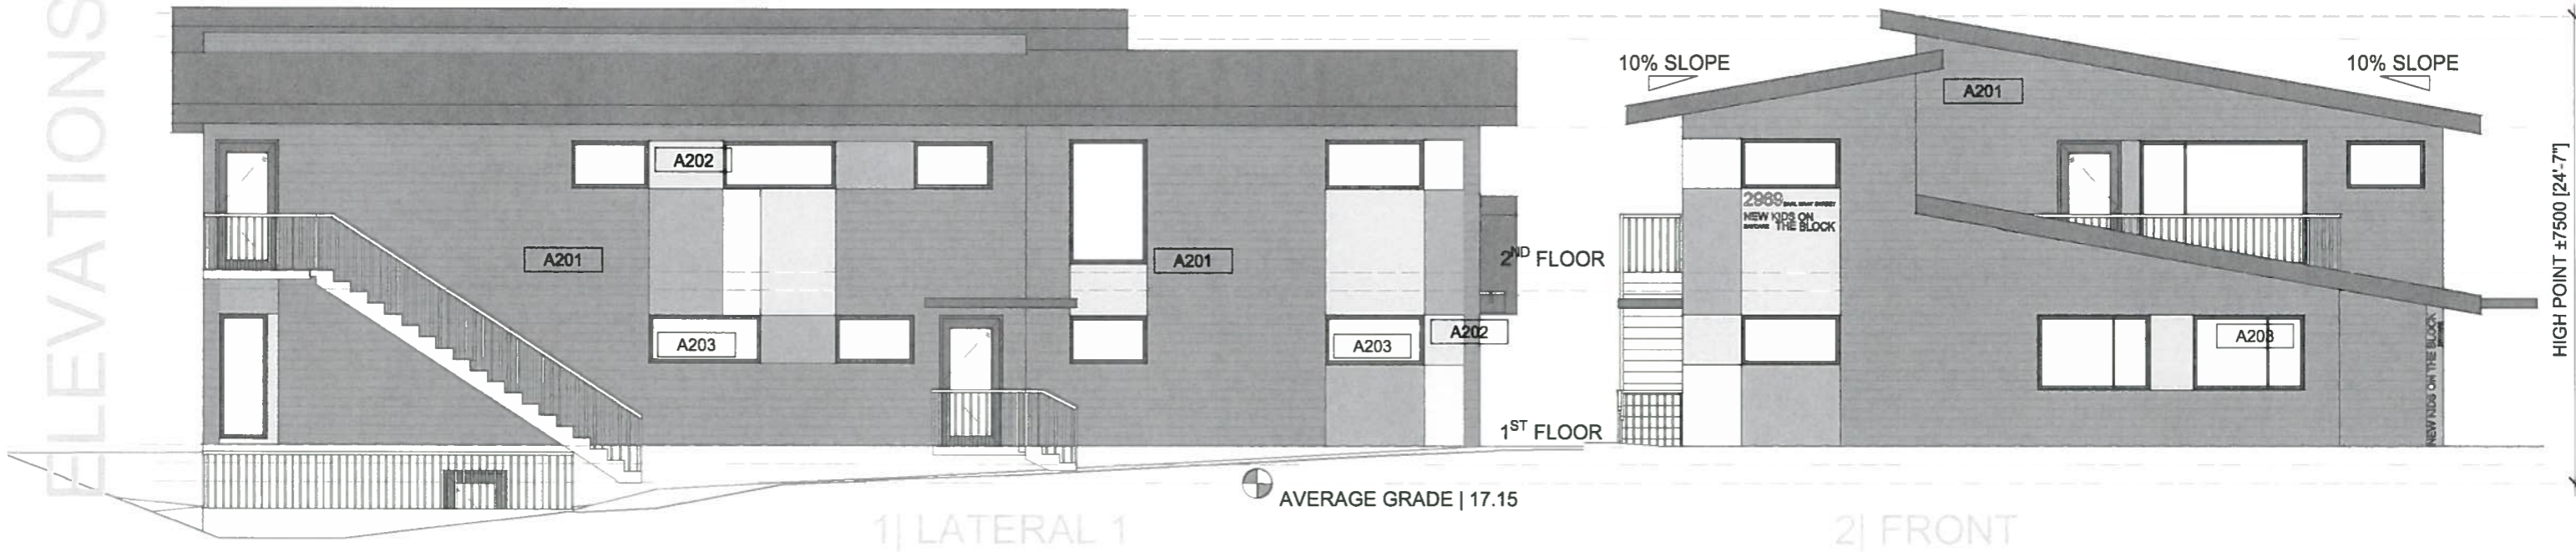 ELEVATIONS
10% SLOPE
10% SLOPE
A201
A202
2969
NEW KIDS ON
THE BLOCK
A201
A201
2ND FLOOR
HIGH POINT ±7500 [24'-7"]
A203
A203
A202
A203
NEW KIDS ON THE BLOCK
1ST FLOOR
AVERAGE GRADE | 17.15
1| LATERAL 1
2| FRONT